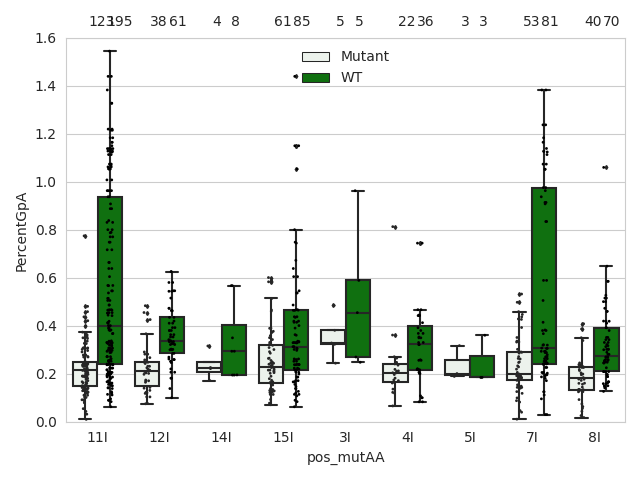 123195 38 61 4 8 61 85 5 5 22 36 3 3 53 81 40 70
1.6
1.4
1.2
1.0
0.8
0.6
0.4
0.2
0.0
PercentGpA
Mutant
WT
11I 12I 14I 15I 3I 4I 5I 7I 8I
pos_mutAA